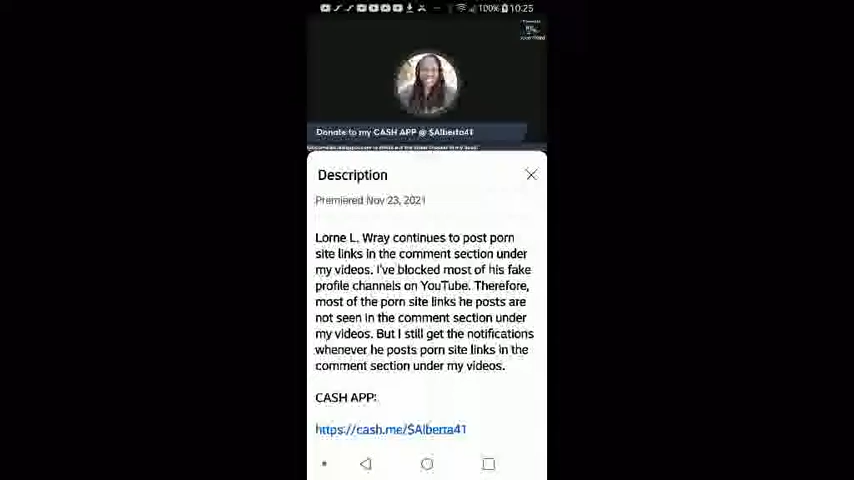 100% 10:25
Donate to my CASH APP @ $Alberta41
Description
Premiered Nov 23, 2021
Lorne L. Wray continues to post porn
site links in the comment section under
my videos. I've blocked most of his fake
profile channels on YouTube. Therefore,
most of the porn site links he posts are
not seen in the comment section under
my videos. But I still get the notifications
whenever he posts porn site links in the
comment section under my videos.
CASH APP:
https://cash.me/$Alberta41